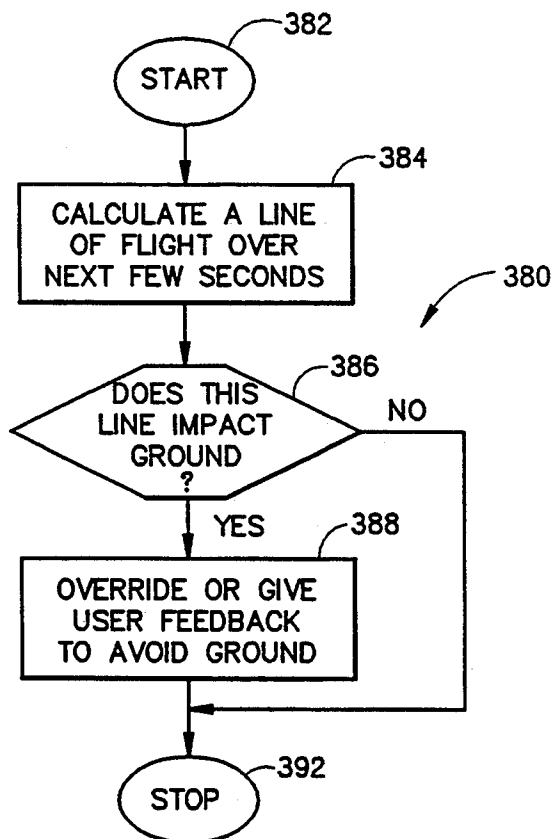 382
START
384
CALCULATE A LINE
OF FLIGHT OVER
NEXT FEW SECONDS
380
386
DOES THIS
LINE IMPACT
GROUND
?
NO
YES
388
OVERRIDE OR GIVE
USER FEEDBACK
TO AVOID GROUND
392
STOP